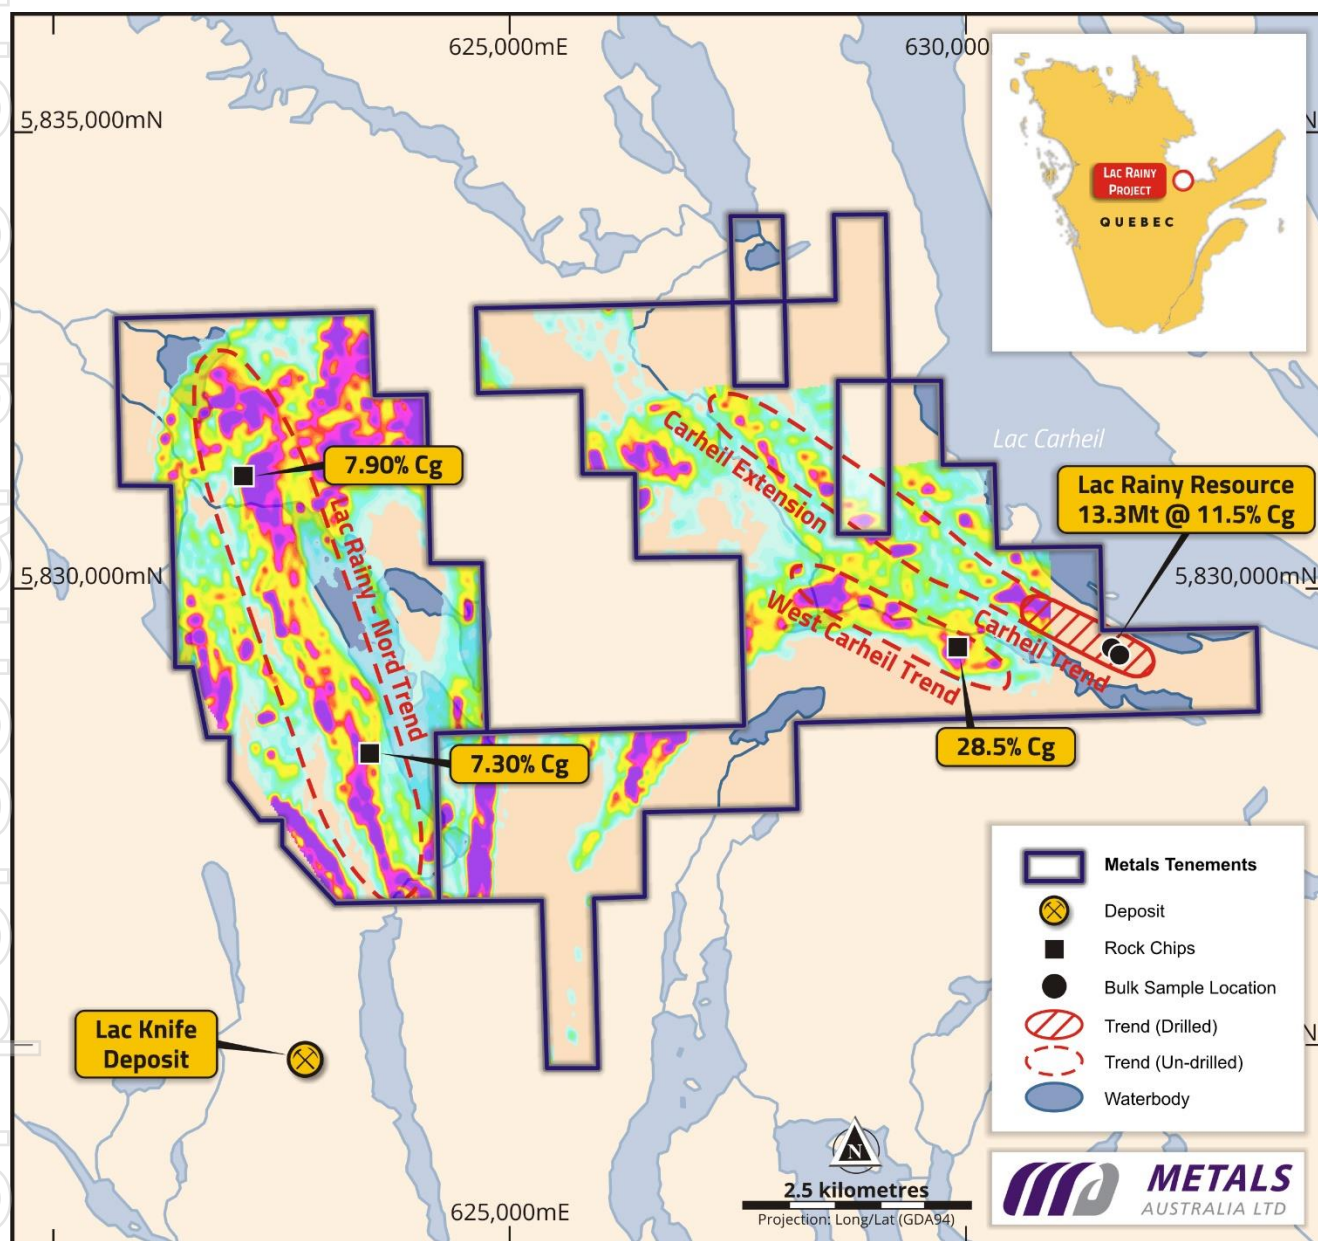 625,000mE
630,000
5,835,000mN
N
LAC RAINY
PROJECT
QUEBEC
Lac Carheil
7.90% Cg
Carheil Extension
Lac Rainy Resource
13.3Mt @ 11.5% Cg
Lac Rainy - Nord Trend
5,830,000mN
5,830,000mN
West Carheil Trend
Carheil Trend
7.30% Cg
28.5% Cg
Metals Tenements
Deposit
Rock Chips
Bulk Sample Location
Trend (Drilled)
Trend (Un-drilled)
Waterbody
Lac Knife
Deposit
N
N
2.5 kilometres
Projection: Long/Lat (GDA94)
625,000mE
METALS
AUSTRALIA LTD